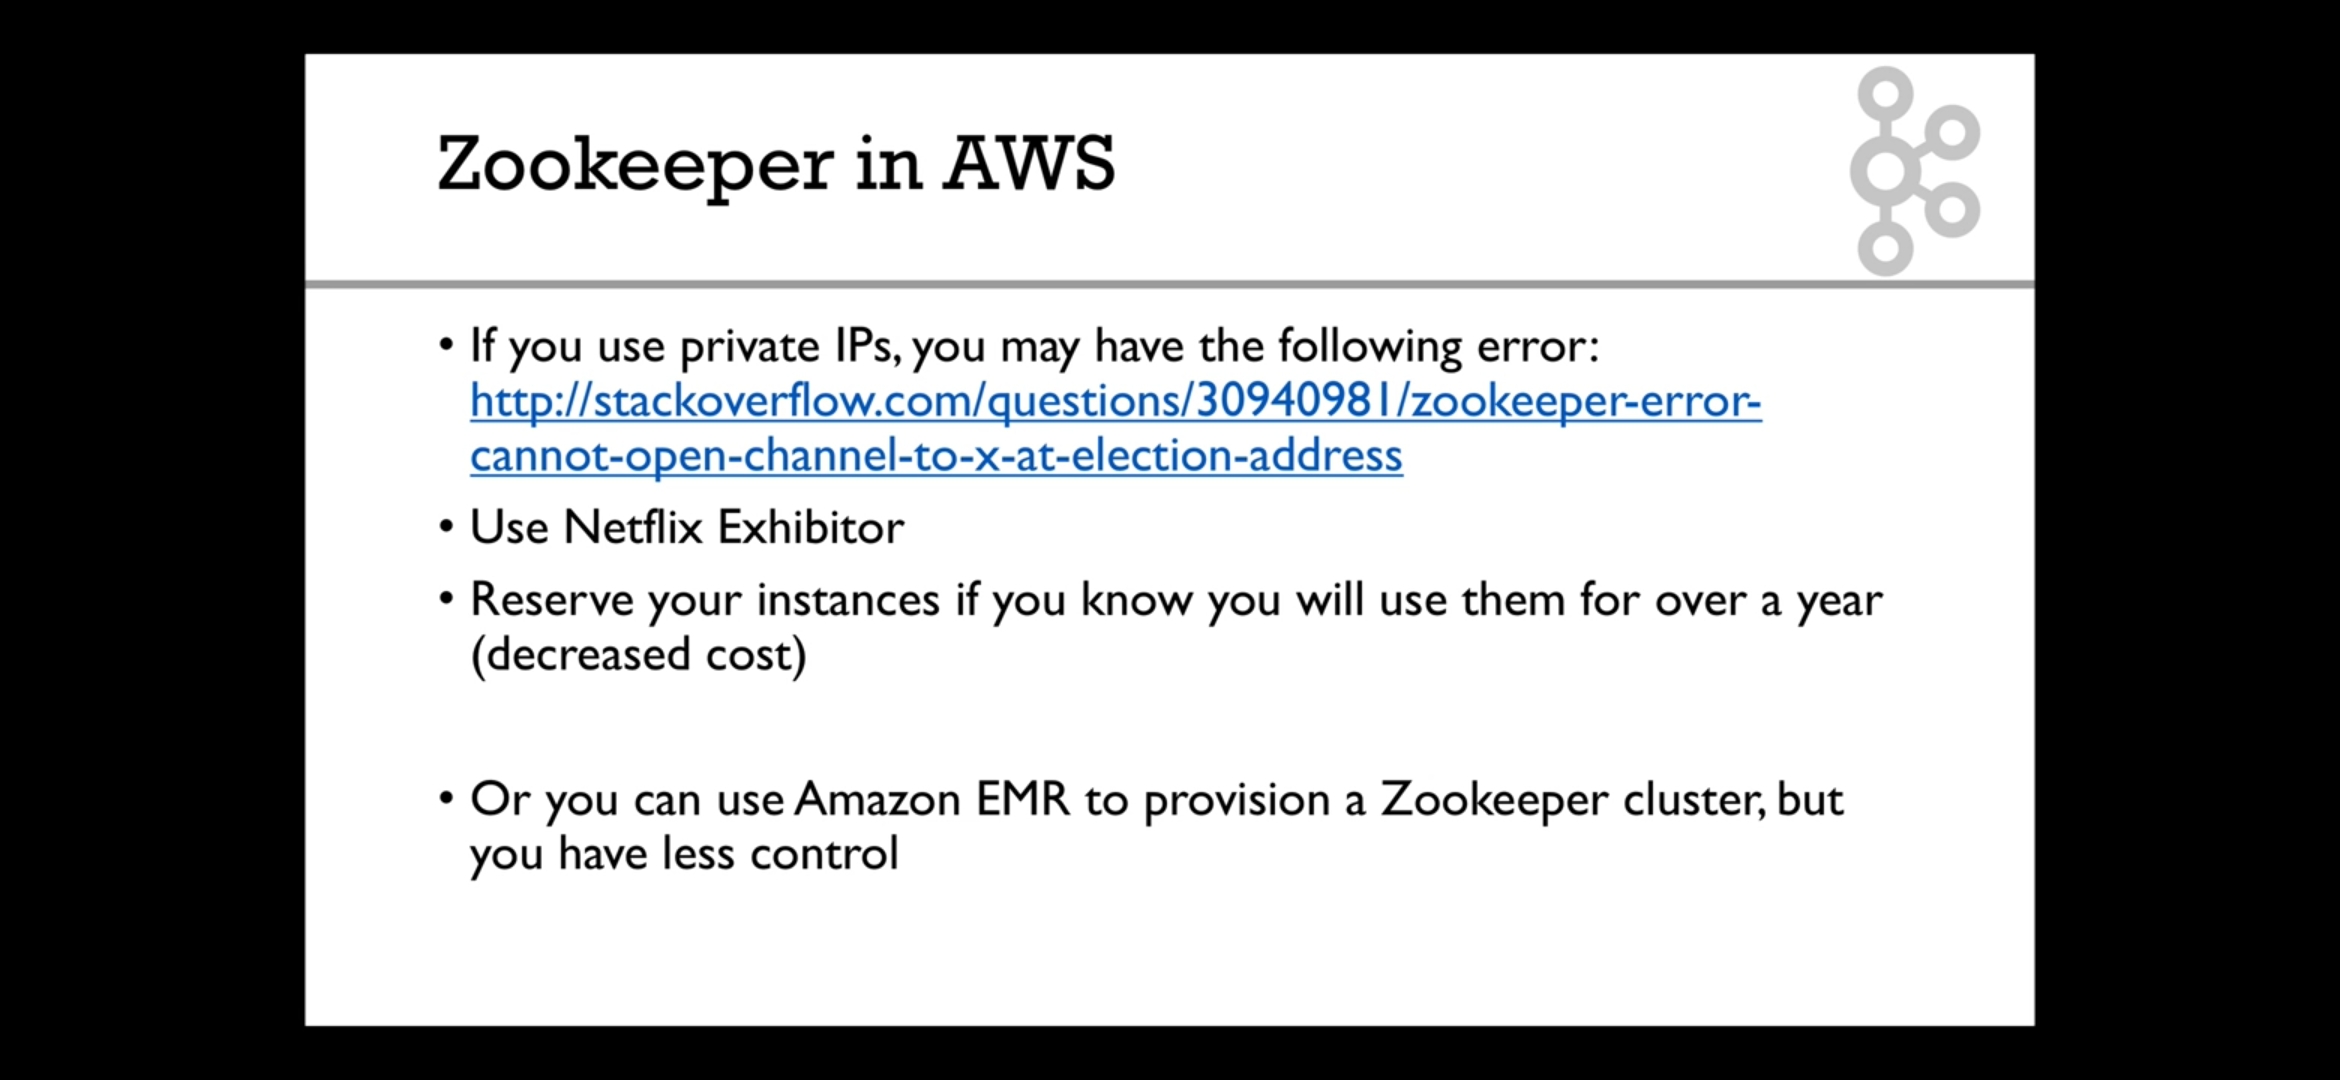 Zookeeper in AWS
• If you use private IPs, you may have the following error:
http://stackoverflow.com/questions/30940981/zookeeper-error-
cannot-open-channel-to-x-at-election-address
• Use Netflix Exhibitor
• Reserve your instances if you know you will use them for over a year
(decreased cost)
• Or you can use Amazon EMR to provision a Zookeeper cluster, but
you have less control